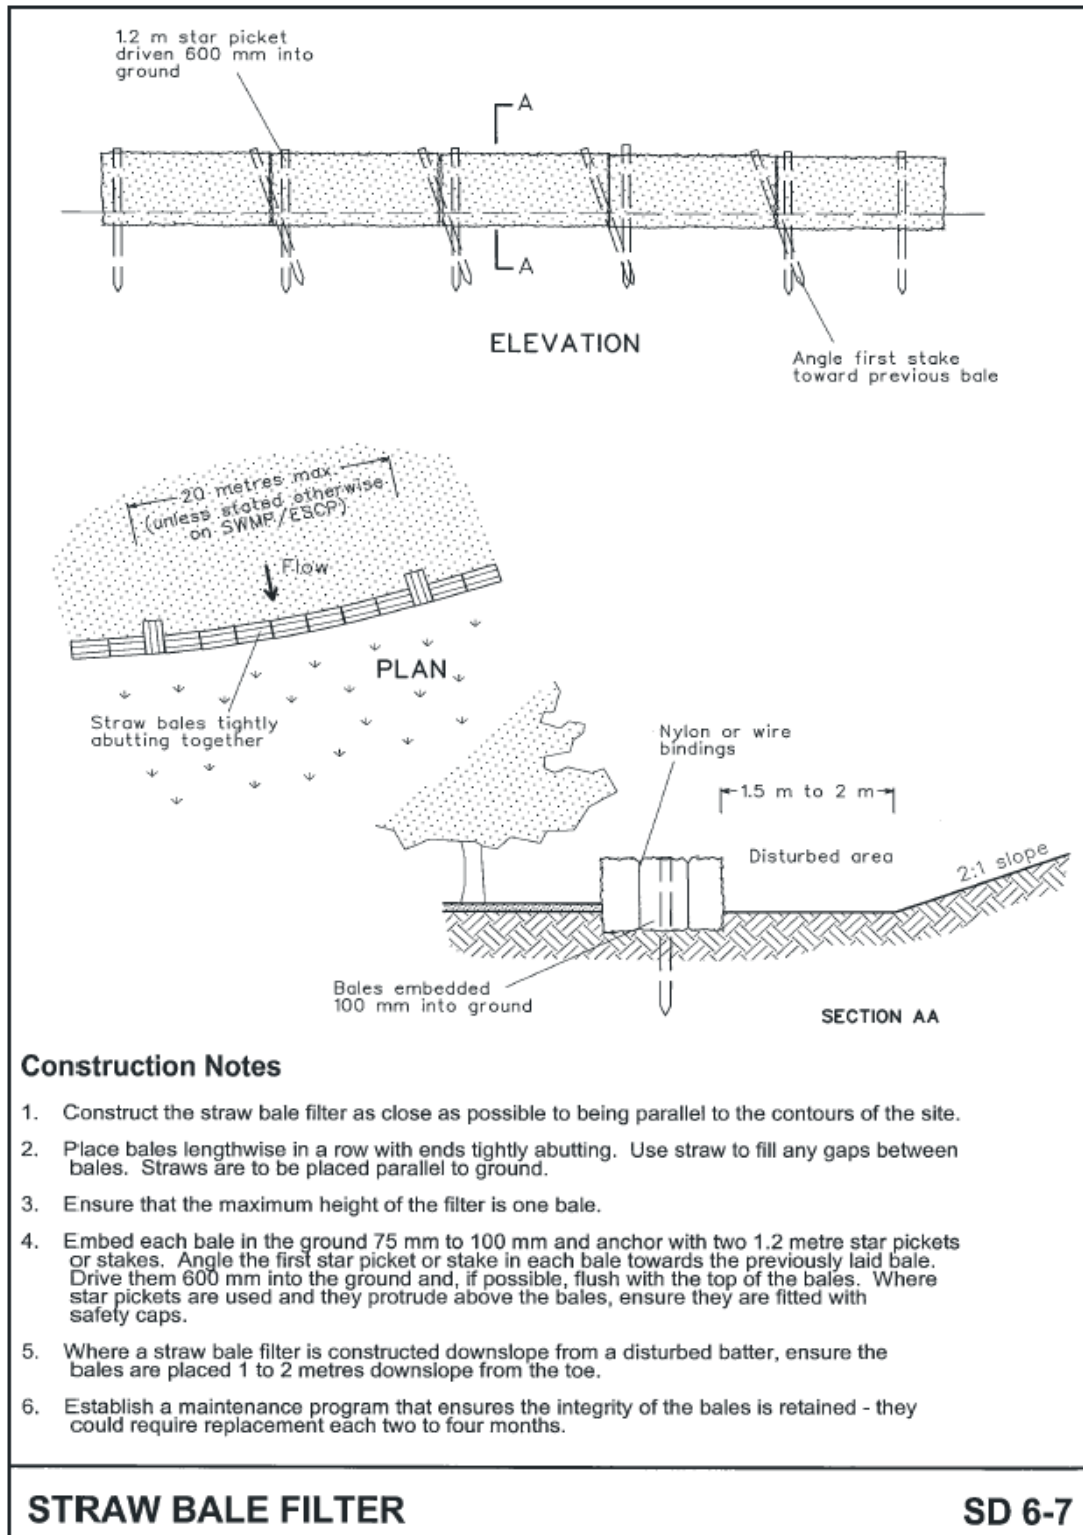 1.2 m star picket
driven 600 mm into
ground
A
A
ELEVATION
Angle first stake
toward previous bale
20 metres max.
(unless stated otherwise
on SWMP/ESCP)
Flow
PLAN
Straw bales tightly
abutting together
Nylon or wire
bindings
1.5 m to 2 m
Disturbed area
2:1 slope
Bales embedded
100 mm into ground
SECTION AA
Construction Notes
1. Construct the straw bale filter as close as possible to being parallel to the contours of the site.
2. Place bales lengthwise in a row with ends tightly abutting. Use straw to fill any gaps between
bales. Straws are to be placed parallel to ground.
3. Ensure that the maximum height of the filter is one bale.
4. Embed each bale in the ground 75 mm to 100 mm and anchor with two 1.2 metre star pickets
or stakes. Angle the first star picket or stake in each bale towards the previously laid bale.
Drive them 600 mm into the ground and, if possible, flush with the top of the bales. Where
star pickets are used and they protrude above the bales, ensure they are fitted with
safety caps.
5. Where a straw bale filter is constructed downslope from a disturbed batter, ensure the
bales are placed 1 to 2 metres downslope from the toe.
6. Establish a maintenance program that ensures the integrity of the bales is retained - they
could require replacement each two to four months.
STRAW BALE FILTER
SD 6-7